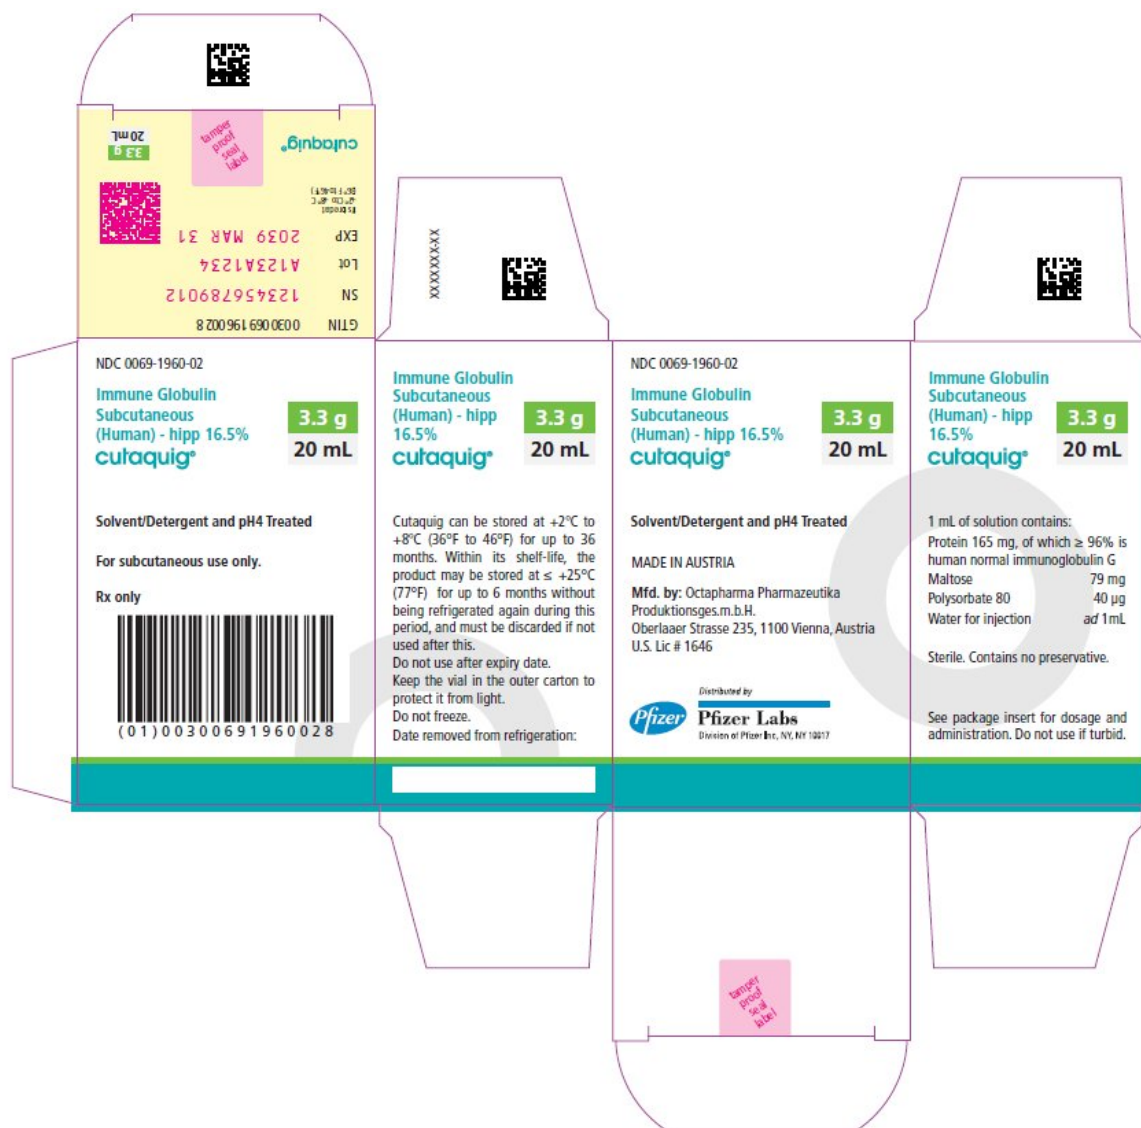 3.3 g
20 mL
tamper
proof
seal
label
cutaquig®
EXP 2039 MAR 31
Lot A123A1234
SN 123456789012
GTIN 00300691960028
XXXXXXX-XX
NDC 0069-1960-02
Immune Globulin
Subcutaneous
(Human) - hipp 16.5%
cutaquig®
3.3 g
20 mL
Solvent/Detergent and pH4 Treated
For subcutaneous use only.
Rx only
(01)00300691960028
Immune Globulin
Subcutaneous
(Human) - hipp
16.5%
cutaquig®
3.3 g
20 mL
Cutaquig can be stored at +2°C to
+8°C (36°F to 46°F) for up to 36
months. Within its shelf-life, the
product may be stored at ≤ +25°C
(77°F) for up to 6 months without
being refrigerated again during this
period, and must be discarded if not
used after this.
Do not use after expiry date.
Keep the vial in the outer carton to
protect it from light.
Do not freeze.
Date removed from refrigeration:
NDC 0069-1960-02
Immune Globulin
Subcutaneous
(Human) - hipp 16.5%
cutaquig®
3.3 g
20 mL
Solvent/Detergent and pH4 Treated
MADE IN AUSTRIA
Mfd. by: Octapharma Pharmazeutika
Produktionsges.m.b.H.
Oberlaaer Strasse 235, 1100 Vienna, Austria
U.S. Lic # 1646
Pfizer
Distributed by
Pfizer Labs
Division of Pfizer Inc, NY, NY 10017
Immune Globulin
Subcutaneous
(Human) - hipp
16.5%
cutaquig®
3.3 g
20 mL
1 mL of solution contains:
Protein 165 mg, of which ≥ 96% is
human normal immunoglobulin G
Maltose 79 mg
Polysorbate 80 40 µg
Water for injection ad 1mL
Sterile. Contains no preservative.
See package insert for dosage and
administration. Do not use if turbid.
tamper
proof
seal
label